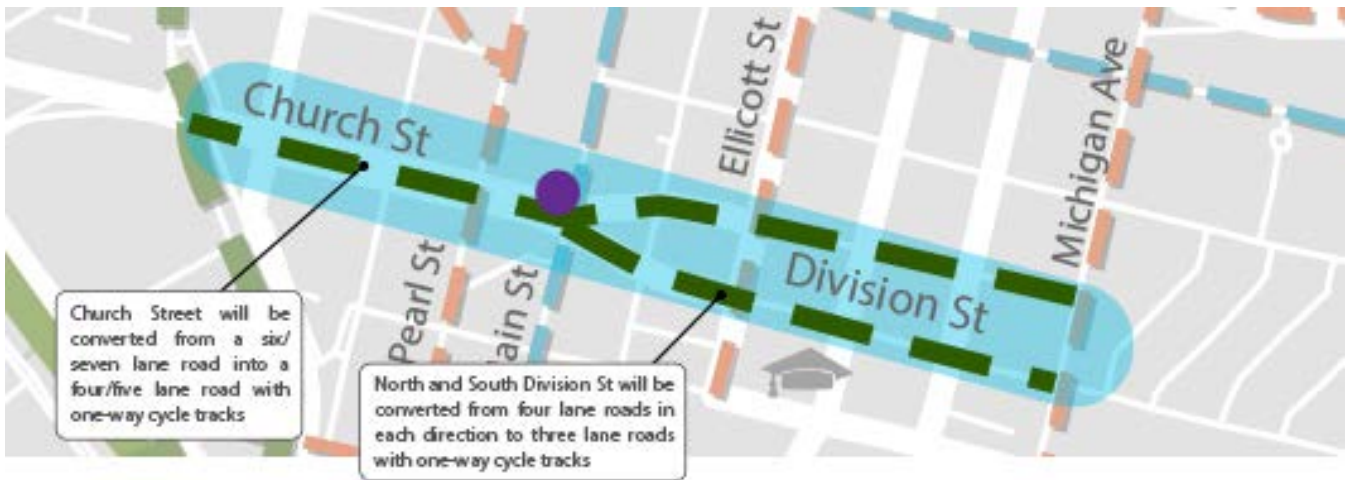 Church St
Ellicott St
Michigan Ave
Pearl St
ain St
Division St
Church Street will be
converted from a six/
seven lane road into a
four/five lane road with
one-way cycle tracks
North and South Division St will be
converted from four lane roads in
each direction to three lane roads
with one-way cycle tracks